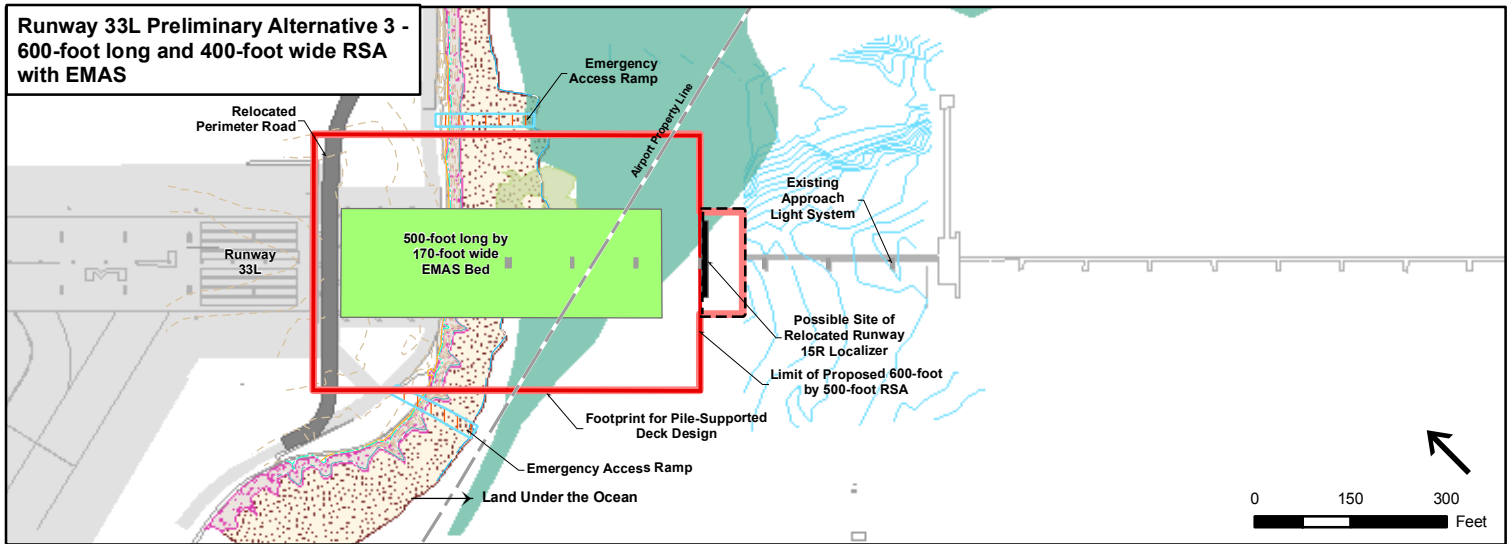 Runway 33L Preliminary Alternative 3 -
600-foot long and 400-foot wide RSA
with EMAS
Emergency
Access Ramp
Relocated
Perimeter Road
Airport Property Line
Existing
Approach
Light System
Runway
33L
500-foot long by
170-foot wide
EMAS Bed
Possible Site of
Relocated Runway
15R Localizer
Limit of Proposed 600-foot
by 500-foot RSA
Footprint for Pile-Supported
Deck Design
Emergency Access Ramp
Land Under the Ocean
0 150 300
Feet